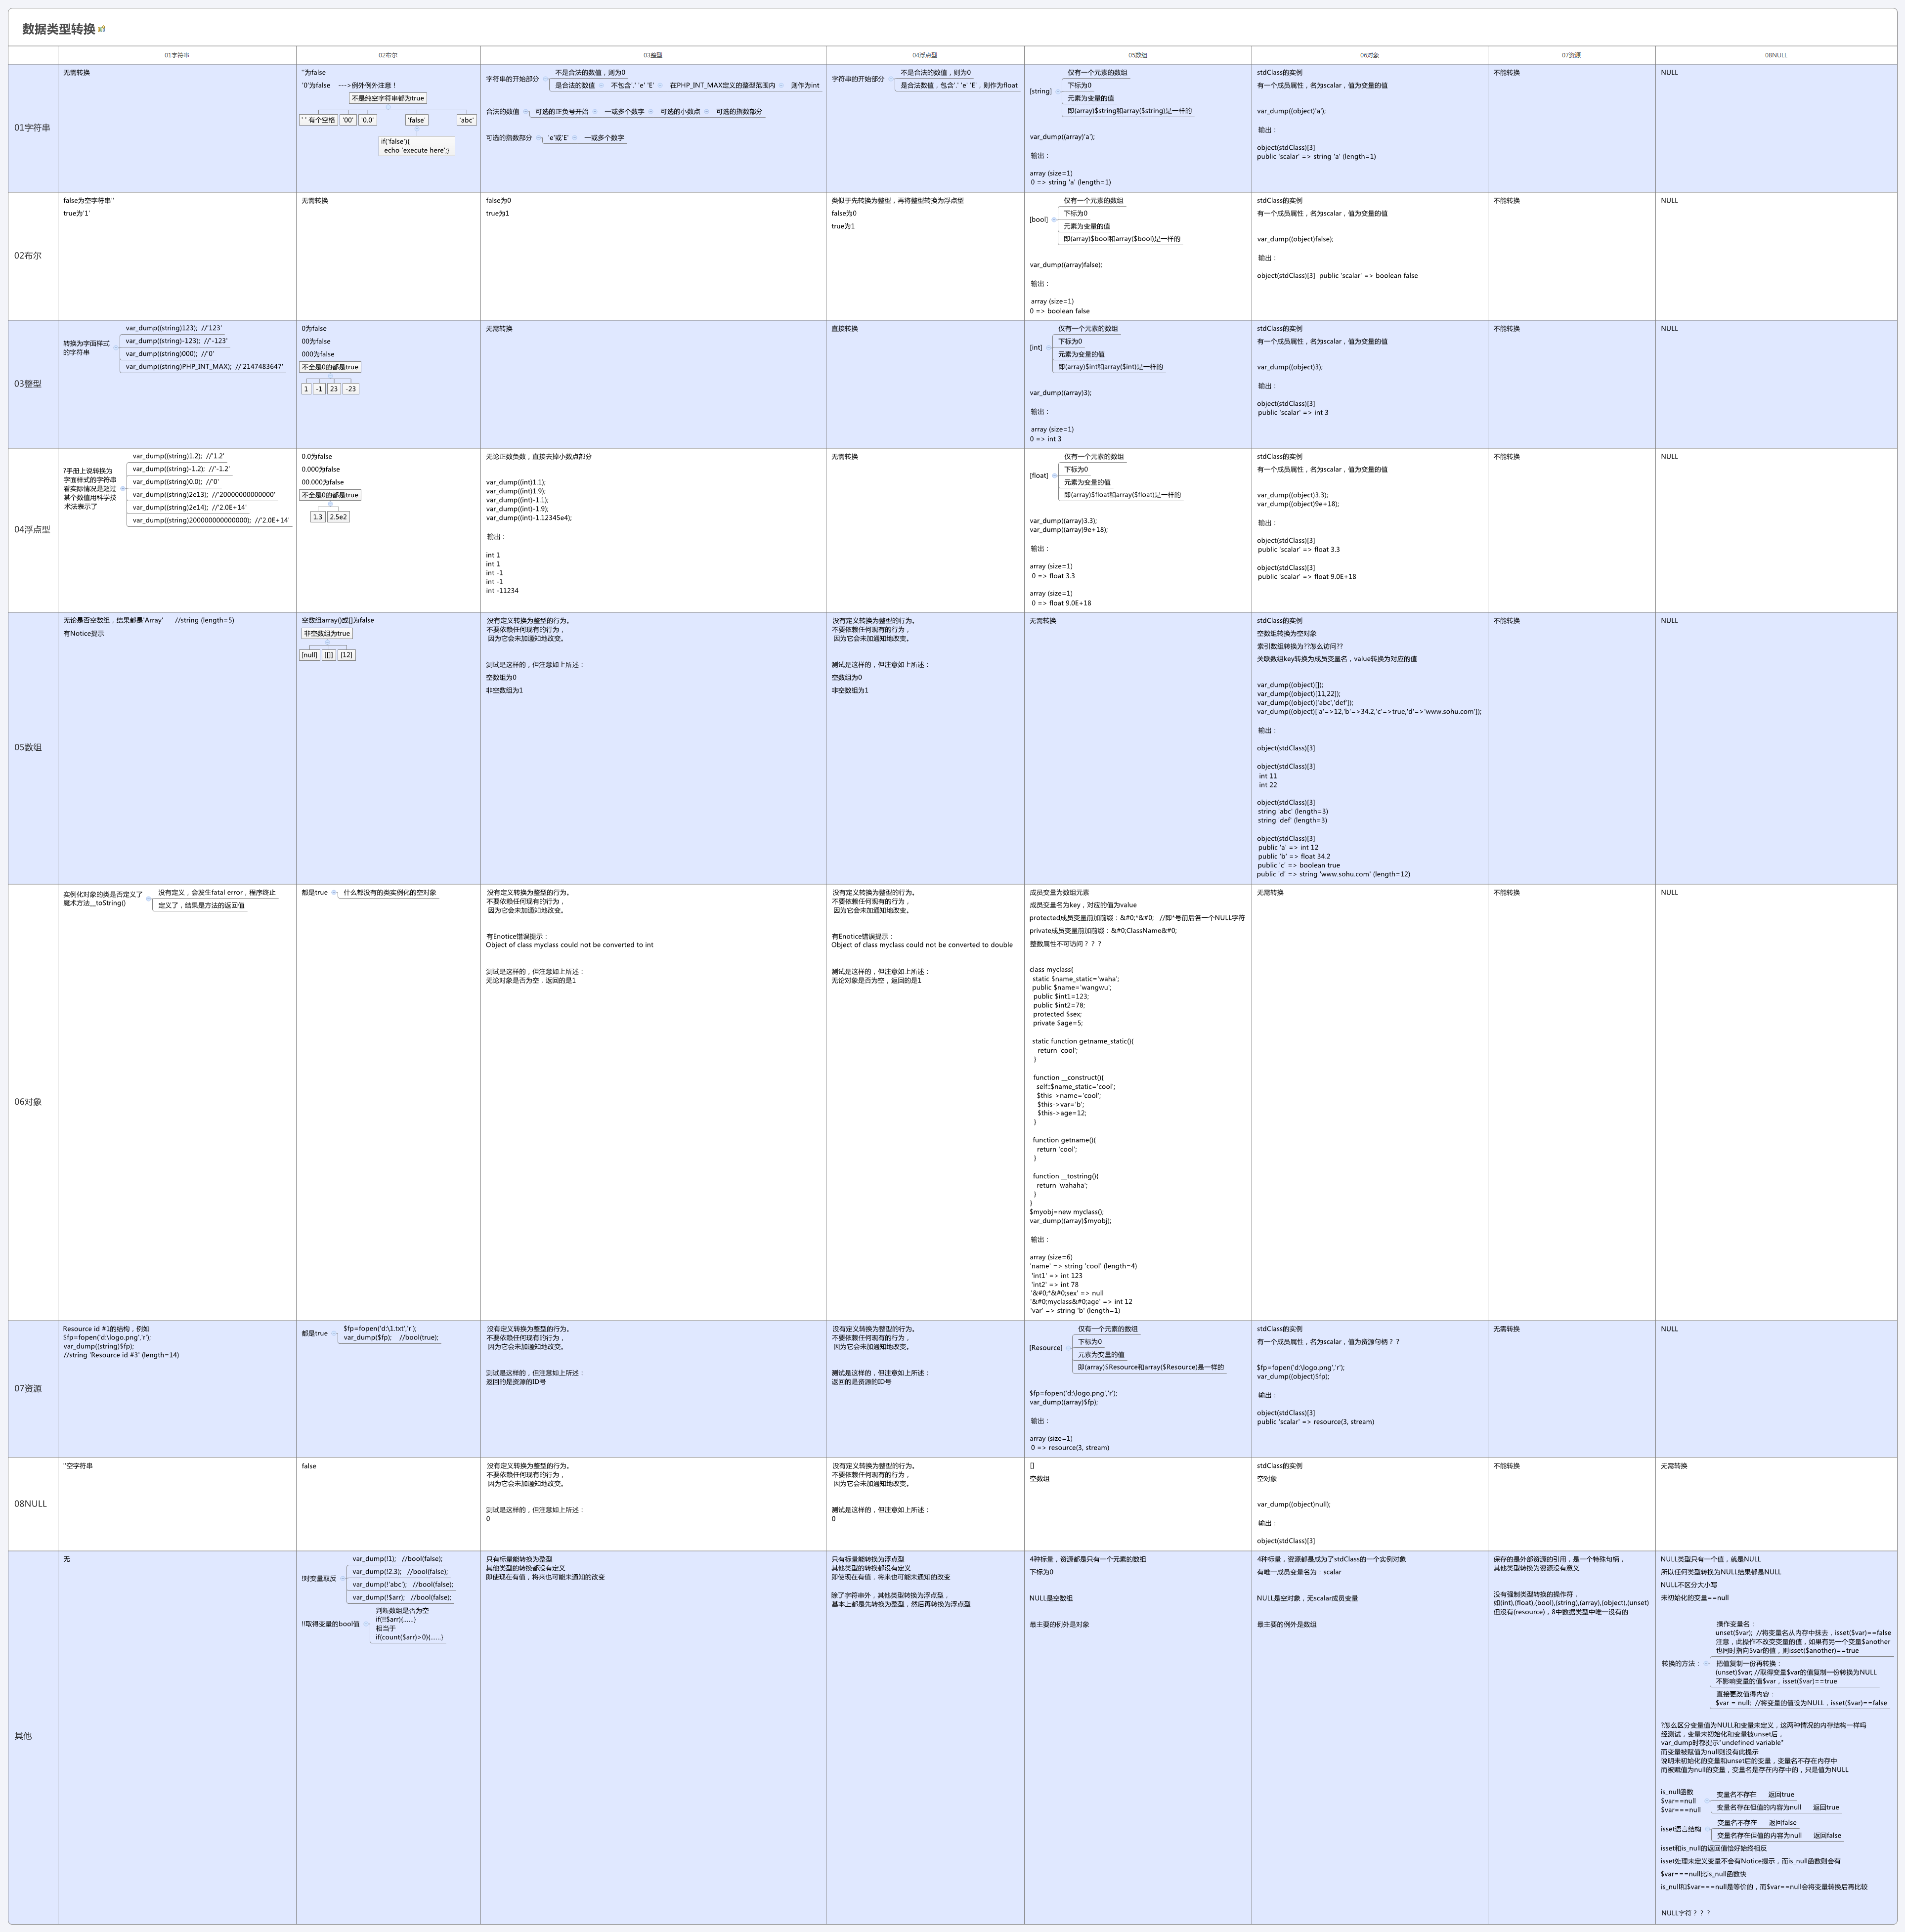 数据类型转换
01字符串
02布尔
03整型
04浮点型
05数组
06对象
07资源
08NULL
01字符串
无需转换
''为false
'0'为false    --->例外例外注意！
不是纯空字符串都为true
' ' 有个空格
'00'
'0.0'
'false'
'abc'
if('false'){
echo 'execute here';}
字符串的开始部分
不是合法的数值，则为0
是合法的数值
不包含'.' 'e' 'E'
在PHP_INT_MAX定义的整型范围内
则作为int
合法的数值
可选的正负号开始
一或多个数字
可选的小数点
可选的指数部分
可选的指数部分
'e'或'E'
一或多个数字
字符串的开始部分
不是合法的数值，则为0
是合法数值，包含'.' 'e' 'E'，则作为float
[string]
仅有一个元素的数组
下标为0
元素为变量的值
即(array)$string和array($string)是一样的
var_dump((array)'a');
输出：
array (size=1)
0 => string 'a' (length=1)
stdClass的实例
有一个成员属性，名为scalar，值为变量的值
var_dump((object)'a');
输出：
object(stdClass)[3]
public 'scalar' => string 'a' (length=1)
不能转换
NULL
02布尔
false为空字符串''
true为'1'
无需转换
false为0
true为1
类似于先转换为整型，再将整型转换为浮点型
false为0
true为1
[bool]
仅有一个元素的数组
下标为0
元素为变量的值
即(array)$bool和array($bool)是一样的
var_dump((array)false);
输出：
array (size=1)
0 => boolean false
stdClass的实例
有一个成员属性，名为scalar，值为变量的值
var_dump((object)false);
输出：
object(stdClass)[3]  public 'scalar' => boolean false
不能转换
NULL
03整型
转换为字面样式
的字符串
var_dump((string)123);  //'123'
var_dump((string)-123);  //'-123'
var_dump((string)000);  //'0'
var_dump((string)PHP_INT_MAX);  //'2147483647'
0为false
00为false
000为false
不全是0的都是true
1
-1
23
-23
无需转换
直接转换
[int]
仅有一个元素的数组
下标为0
元素为变量的值
即(array)$int和array($int)是一样的
var_dump((array)3);
输出：
array (size=1)
0 => int 3
stdClass的实例
有一个成员属性，名为scalar，值为变量的值
var_dump((object)3);
输出：
object(stdClass)[3]
public 'scalar' => int 3
不能转换
NULL
04浮点型
?手册上说转换为
字面样式的字符串
看实际情况是超过
某个数值用科学技
术法表示了
var_dump((string)1.2);  //'1.2'
var_dump((string)-1.2);  //'-1.2'
var_dump((string)0.0);  //'0'
var_dump((string)2e13);  //'20000000000000'
var_dump((string)2e14);  //'2.0E+14'
var_dump((string)200000000000000);  //'2.0E+14'
0.0为false
0.000为false
00.000为false
不全是0的都是true
1.3
2.5e2
无论正数负数，直接去掉小数点部分
var_dump((int)1.1);
var_dump((int)1.9);
var_dump((int)-1.1);
var_dump((int)-1.9);
var_dump((int)-1.12345e4);
输出：
int 1
int 1
int -1
int -1
int -11234
无需转换
[float]
仅有一个元素的数组
下标为0
元素为变量的值
即(array)$float和array($float)是一样的
var_dump((array)3.3);
var_dump((array)9e+18);
输出：
array (size=1)
0 => float 3.3
array (size=1)
0 => float 9.0E+18
stdClass的实例
有一个成员属性，名为scalar，值为变量的值
var_dump((object)3.3);
var_dump((object)9e+18);
输出：
object(stdClass)[3]
public 'scalar' => float 3.3
object(stdClass)[3]
public 'scalar' => float 9.0E+18
不能转换
NULL
05数组
无论是否空数组，结果都是'Array'      //string (length=5)
有Notice提示
空数组array()或[]为false
非空数组为true
[null]
[[]]
[12]
没有定义转换为整型的行为。
不要依赖任何现有的行为，
因为它会未加通知地改变。
测试是这样的，但注意如上所述：
空数组为0
非空数组为1
没有定义转换为整型的行为。
不要依赖任何现有的行为，
因为它会未加通知地改变。
测试是这样的，但注意如上所述：
空数组为0
非空数组为1
无需转换
stdClass的实例
空数组转换为空对象
索引数组转换为??怎么访问??
关联数组key转换为成员变量名，value转换为对应的值
var_dump((object)[]);
var_dump((object)[11,22]);
var_dump((object)['abc','def']);
var_dump((object)['a'=>12,'b'=>34.2,'c'=>true,'d'=>'www.sohu.com']);
输出：
object(stdClass)[3]
object(stdClass)[3]
int 11
int 22
object(stdClass)[3]
string 'abc' (length=3)
string 'def' (length=3)
object(stdClass)[3]
public 'a' => int 12
public 'b' => float 34.2
public 'c' => boolean true
public 'd' => string 'www.sohu.com' (length=12)
不能转换
NULL
06对象
实例化对象的类是否定义了
魔术方法__toString()
没有定义，会发生fatal error，程序终止
定义了，结果是方法的返回值
都是true
什么都没有的类实例化的空对象
没有定义转换为整型的行为。
不要依赖任何现有的行为，
因为它会未加通知地改变。
有Enotice错误提示：
Object of class myclass could not be converted to int
测试是这样的，但注意如上所述：
无论对象是否为空，返回的是1
没有定义转换为整型的行为。
不要依赖任何现有的行为，
因为它会未加通知地改变。
有Enotice错误提示：
Object of class myclass could not be converted to double
测试是这样的，但注意如上所述：
无论对象是否为空，返回的是1
成员变量为数组元素
成员变量名为key，对应的值为value
protected成员变量前加前缀：&#0;*&#0;   //即*号前后各一个NULL字符
private成员变量前加前缀：&#0;ClassName&#0;
整数属性不可访问？？？
class myclass{
static $name_static='waha';
public $name='wangwu';
public $int1=123;
public $int2=78;
protected $sex;
private $age=5;
static function getname_static(){
return 'cool';
}
function __construct(){
self::$name_static='cool';
$this->name='cool';
$this->var='b';
$this->age=12;
}
function getname(){
return 'cool';
}
function __tostring(){
return 'wahaha';
}
}
$myobj=new myclass();
var_dump((array)$myobj);
输出：
array (size=6)
'name' => string 'cool' (length=4)
'int1' => int 123
'int2' => int 78
'&#0;*&#0;sex' => null
'&#0;myclass&#0;age' => int 12
'var' => string 'b' (length=1)
无需转换
不能转换
NULL
07资源
Resource id #1的结构，例如
$fp=fopen('d:\logo.png','r');
var_dump((string)$fp);
//string 'Resource id #3' (length=14)
都是true
$fp=fopen('d:\1.txt','r');
var_dump($fp);    //bool(true);
没有定义转换为整型的行为。
不要依赖任何现有的行为，
因为它会未加通知地改变。
测试是这样的，但注意如上所述：
返回的是资源的ID号
没有定义转换为整型的行为。
不要依赖任何现有的行为，
因为它会未加通知地改变。
测试是这样的，但注意如上所述：
返回的是资源的ID号
[Resource]
仅有一个元素的数组
下标为0
元素为变量的值
即(array)$Resource和array($Resource)是一样的
$fp=fopen('d:\logo.png','r');
var_dump((array)$fp);
输出：
array (size=1)
0 => resource(3, stream)
stdClass的实例
有一个成员属性，名为scalar，值为资源句柄？？
$fp=fopen('d:\logo.png','r');
var_dump((object)$fp);
输出：
object(stdClass)[3]
public 'scalar' => resource(3, stream)
无需转换
NULL
08NULL
''空字符串
false
没有定义转换为整型的行为。
不要依赖任何现有的行为，
因为它会未加通知地改变。
测试是这样的，但注意如上所述：
0
没有定义转换为整型的行为。
不要依赖任何现有的行为，
因为它会未加通知地改变。
测试是这样的，但注意如上所述：
0
[]
空数组
stdClass的实例
空对象
var_dump((object)null);
输出：
object(stdClass)[3]
不能转换
无需转换
其他
无
!对变量取反
var_dump(!1);   //bool(false);
var_dump(!2.3);   //bool(false);
var_dump(!'abc');   //bool(false);
var_dump(!$arr);   //bool(false);
!!取得变量的bool值
判断数组是否为空
if(!!$arr){......}
相当于
if(count($arr)>0){......}
只有标量能转换为整型
其他类型的转换都没有定义
即使现在有值，将来也可能未通知的改变
只有标量能转换为浮点型
其他类型的转换都没有定义
即使现在有值，将来也可能未通知的改变
除了字符串外，其他类型转换为浮点型，
基本上都是先转换为整型，然后再转换为浮点型
4种标量，资源都是只有一个元素的数组
下标为0
NULL是空数组
最主要的例外是对象
4种标量，资源都是成为了stdClass的一个实例对象
有唯一成员变量名为：scalar
NULL是空对象，无scalar成员变量
最主要的例外是数组
保存的是外部资源的引用，是一个特殊句柄，
其他类型转换为资源没有意义
没有强制类型转换的操作符，
如(int),(float),(bool),(string),(array),(object),(unset)
但没有(resource)，8中数据类型中唯一没有的
NULL类型只有一个值，就是NULL
所以任何类型转换为NULL结果都是NULL
NULL不区分大小写
未初始化的变量==null
转换的方法：
操作变量名：
unset($var);  //将变量名从内存中抹去，isset($var)==false
注意，此操作不改变变量的值，如果有另一个变量$another
也同时指向$var的值，则isset($another)==true
把值复制一份再转换：
(unset)$var; //取得变量$var的值复制一份转换为NULL
不影响变量的值$var，isset($var)==true
直接更改值得内容：
$var = null;  //将变量的值设为NULL，isset($var)==false
?怎么区分变量值为NULL和变量未定义，这两种情况的内存结构一样吗
经测试，变量未初始化和变量被unset后，
var_dump时都提示"undefined variable"
而变量被赋值为null则没有此提示
说明未初始化的变量和unset后的变量，变量名不存在内存中
而被赋值为null的变量，变量名是存在内存中的，只是值为NULL
is_null函数
$var==null
$var===null
变量名不存在      返回true
变量名存在但值的内容为null      返回true
isset语言结构
变量名不存在      返回false
变量名存在但值的内容为null      返回false
isset和is_null的返回值恰好始终相反
isset处理未定义变量不会有Notice提示，而is_null函数则会有
$var===null比is_null函数快
is_null和$var===null是等价的，而$var==null会将变量转换后再比较
NULL字符？？？